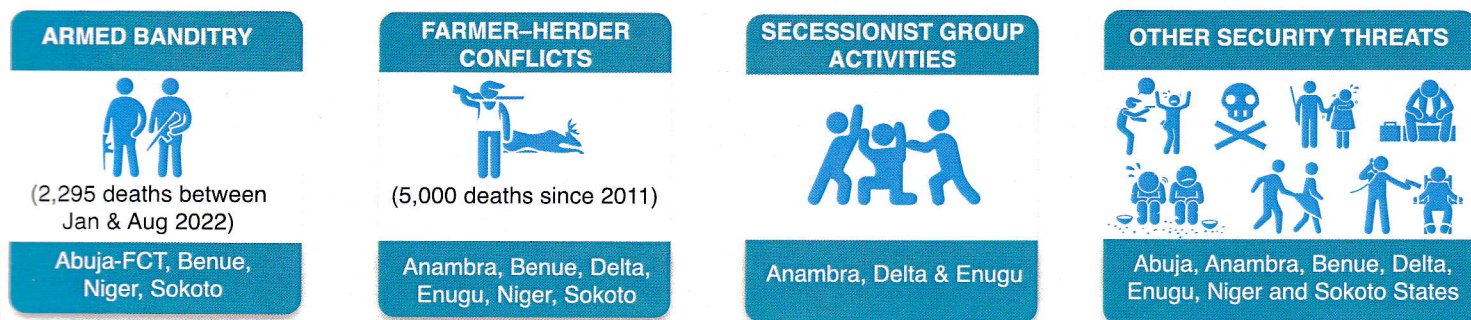 ARMED BANDITRY
(2,295 deaths between
Jan & Aug 2022)
Abuja-FCT, Benue,
Niger, Sokoto
FARMER–HERDER
CONFLICTS
(5,000 deaths since 2011)
Anambra, Benue, Delta,
Enugu, Niger, Sokoto
SECESSIONIST GROUP
ACTIVITIES
Anambra, Delta & Enugu
OTHER SECURITY THREATS
Abuja, Anambra, Benue, Delta,
Enugu, Niger and Sokoto States